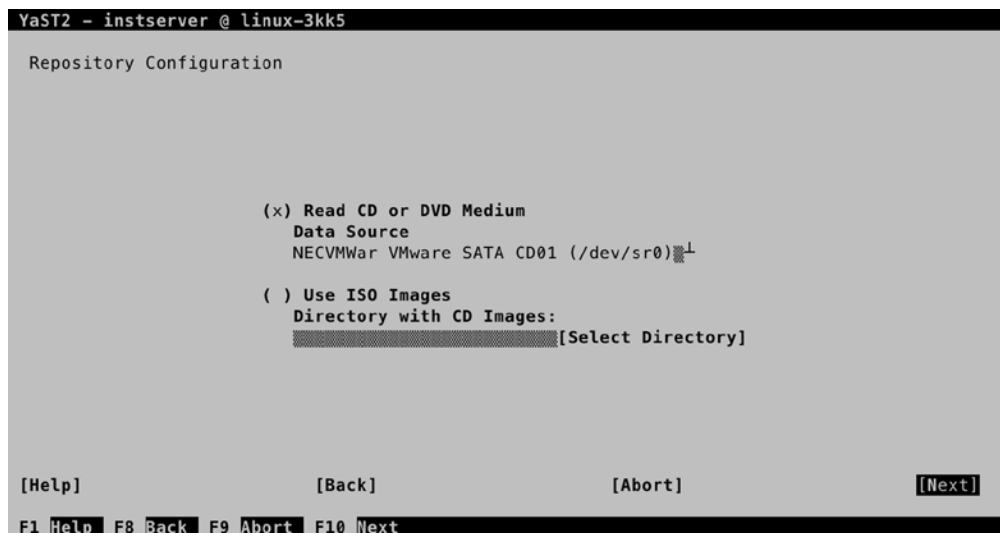 YaST2 – instserver @ linux–3kk5
Repository Configuration
(x) Read CD or DVD Medium
Data Source
NECVMWar VMware SATA CD01 (/dev/sr0)▒┴
( ) Use ISO Images
Directory with CD Images:
▒▒▒▒▒▒▒▒▒▒▒▒▒▒▒▒▒▒▒▒▒▒▒▒▒▒[Select Directory]
[Help] [Back] [Abort] [Next]
F1 Help F8 Back F9 Abort F10 Next